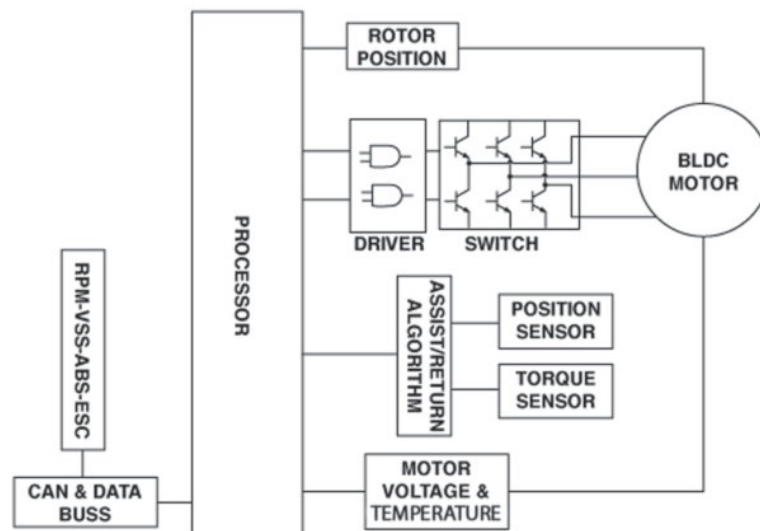 ROTOR
POSITION
BLDC
MOTOR
DRIVER
SWITCH
PROCESSOR
RPM-VSS-ABS-ESC
ASSIST/RETURN
ALGORITHM
POSITION
SENSOR
TORQUE
SENSOR
CAN & DATA
BUSS
MOTOR
VOLTAGE &
TEMPERATURE